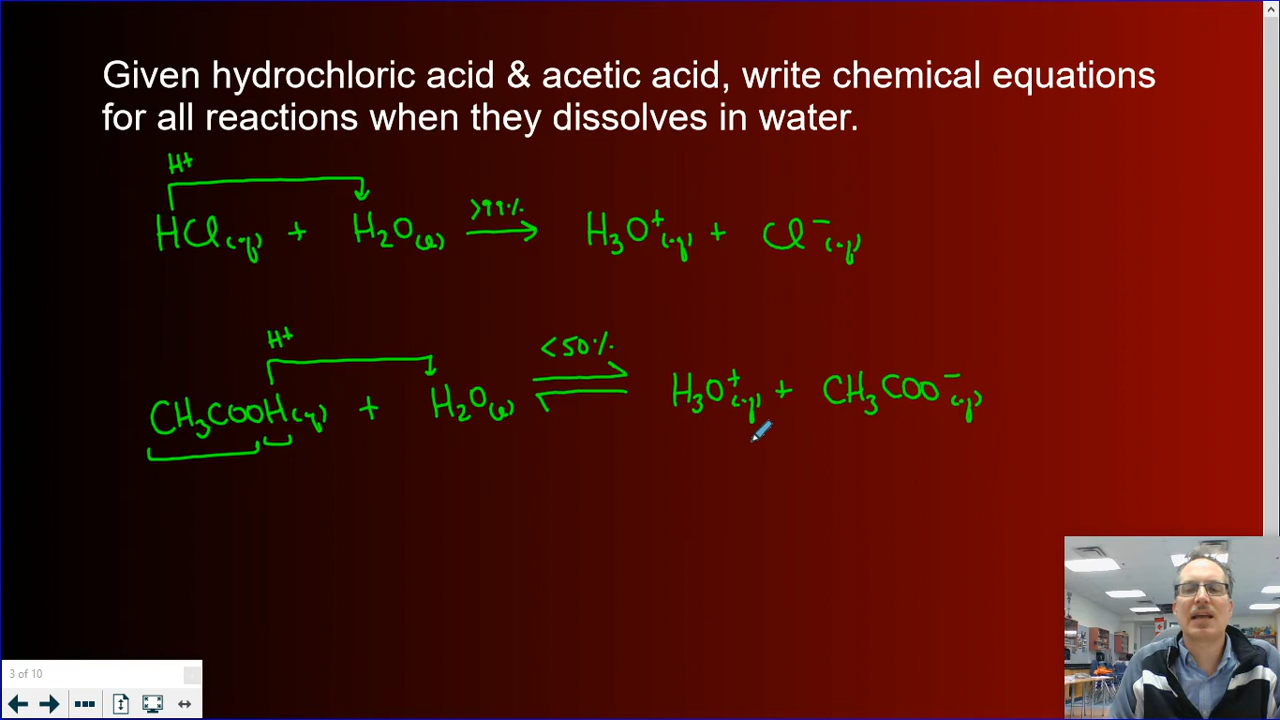 Given hydrochloric acid & acetic acid, write chemical equations
for all reactions when they dissolves in water.
H+
HCl(aq) + H₂O(l) >99% → H₃O⁺(aq) + Cl⁻(aq)
H+
CH₃COOH(aq) + H₂O(l) <50% ⇌ H₃O⁺(aq) + CH₃COO⁻(aq)
3 of 10